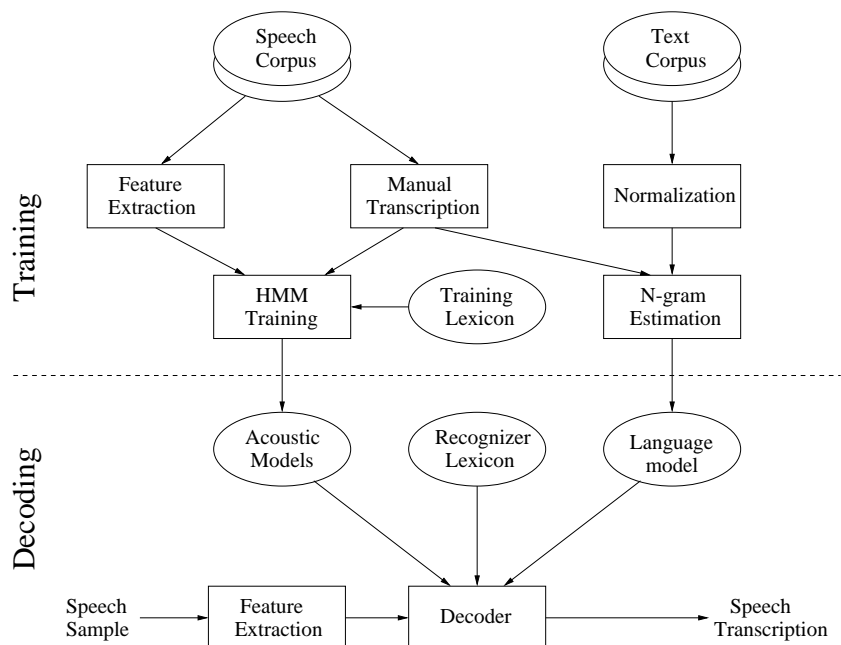 Speech
Corpus
Text
Corpus
Training
Feature
Extraction
Manual
Transcription
Normalization
HMM
Training
Training
Lexicon
N-gram
Estimation
Decoding
Acoustic
Models
Recognizer
Lexicon
Language
model
Speech
Sample
Feature
Extraction
Decoder
Speech
Transcription